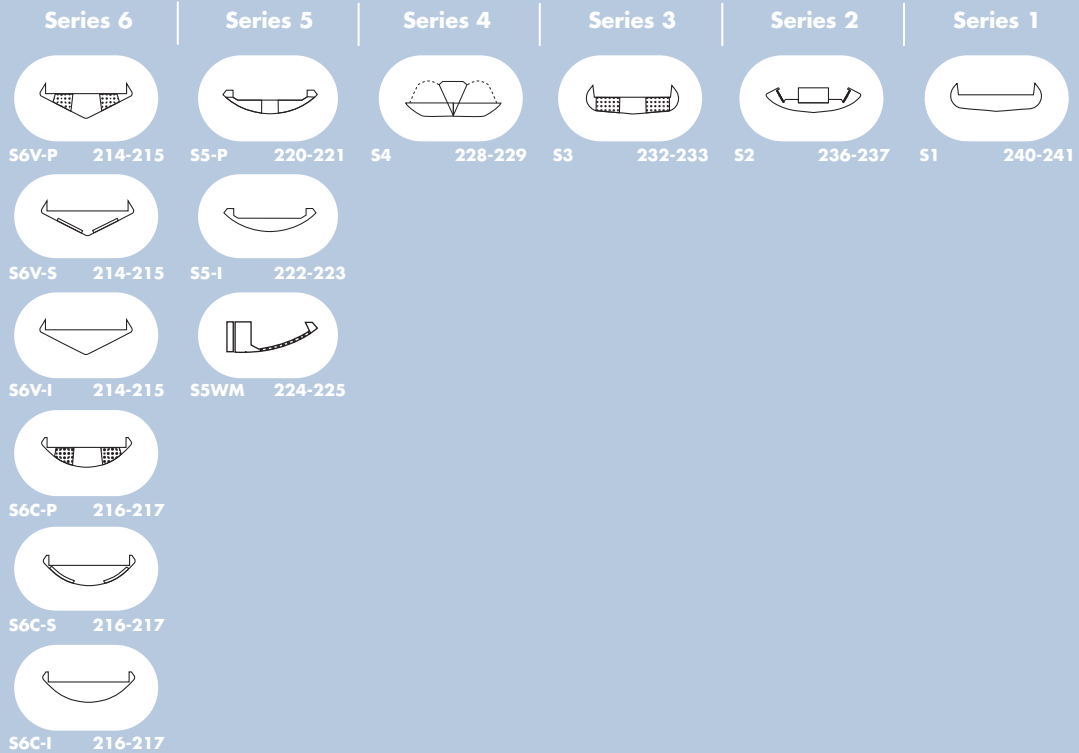 Series 6 Series 5 Series 4 Series 3 Series 2 Series 1
S6V-P 214-215 S5-P 220-221 S4 228-229 S3 232-233 S2 236-237 S1 240-241
S6V-S 214-215 S5-I 222-223
S6V-I 214-215 S5WM 224-225
S6C-P 216-217
S6C-S 216-217
S6C-I 216-217